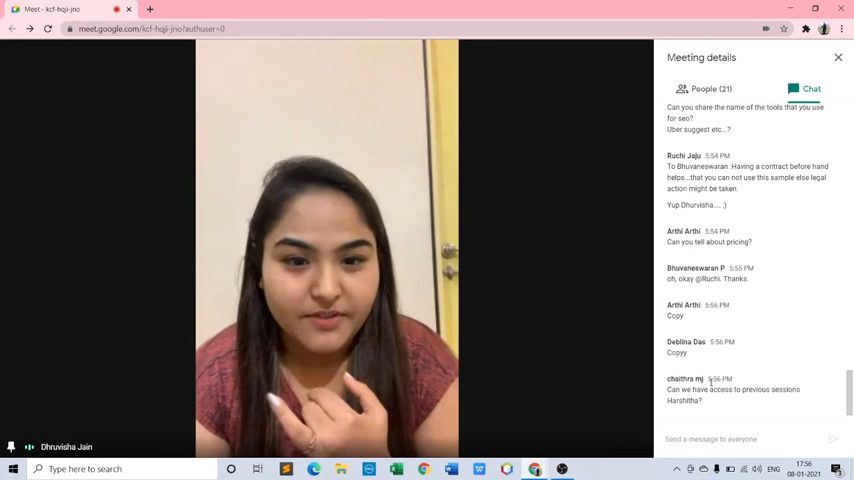 Meet - kcf-hqji-jno
meet.google.com/kcf-hqji-jno?authuser=0
Meeting details
People (21)
Chat
Can you share the name of the tools that you use
for seo?
Uber suggest etc...?
Ruchi Jaju 5:54 PM
To Bhuvaneswaran :Having a contract before hand
helps...that you can not use this sample else legal
action might be taken.
Yup Dhurvisha.... ;)
Arthi Arthi 5:54 PM
Can you tell about pricing?
Bhuvaneswaran P 5:55 PM
oh, okay @Ruchi. Thanks.
Arthi Arthi 5:56 PM
Copy
Deblina Das 5:56 PM
Copyy
chaithra mj 5:56 PM
Can we have access to previous sessions
Harshitha?
Send a message to everyone
Dhruvisha Jain
Type here to search
ENG
17:56
08-01-2021